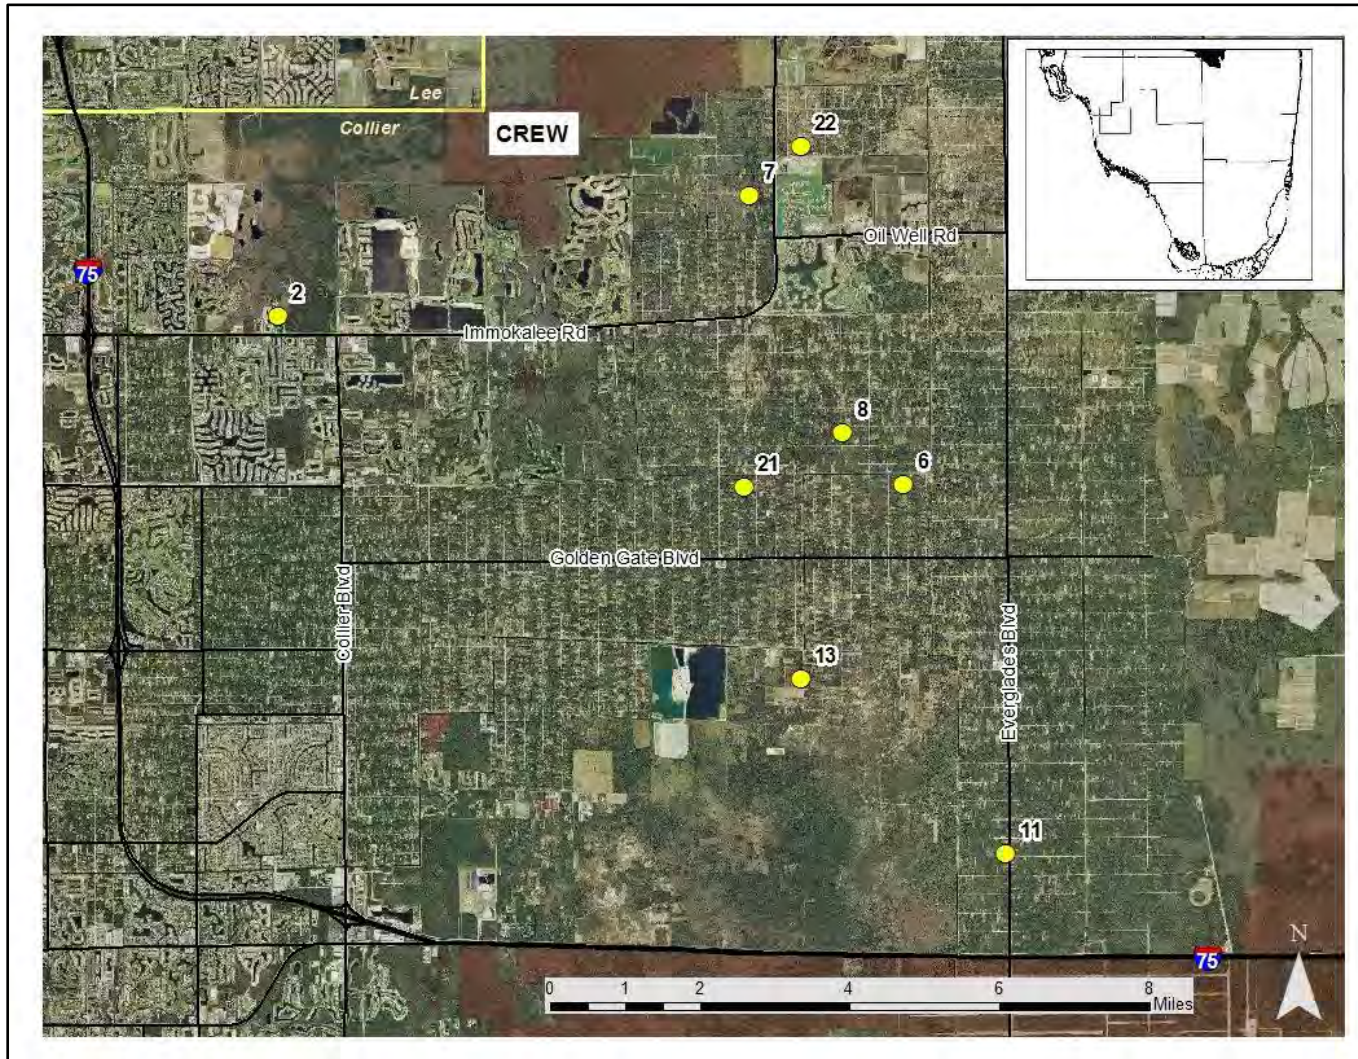 Lee
Collier
CREW
22
7
Oil Well Rd
75
2
Immokalee Rd
8
21
6
Golden Gate Blvd
Collier Blvd
Everglades Blvd
13
11
N
75
0 1 2 4 6 8
Miles